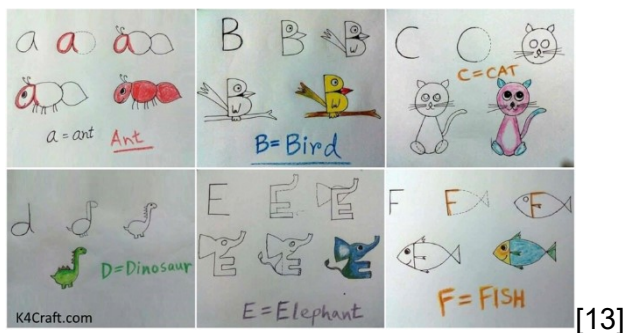 a a a
a
a = ant Ant
B B B
B B
B = Bird
C
C = CAT
d
D = Dinosaur
K4Craft.com
E E E
E E E
E = Elephant
F F F
F = FISH
[13]